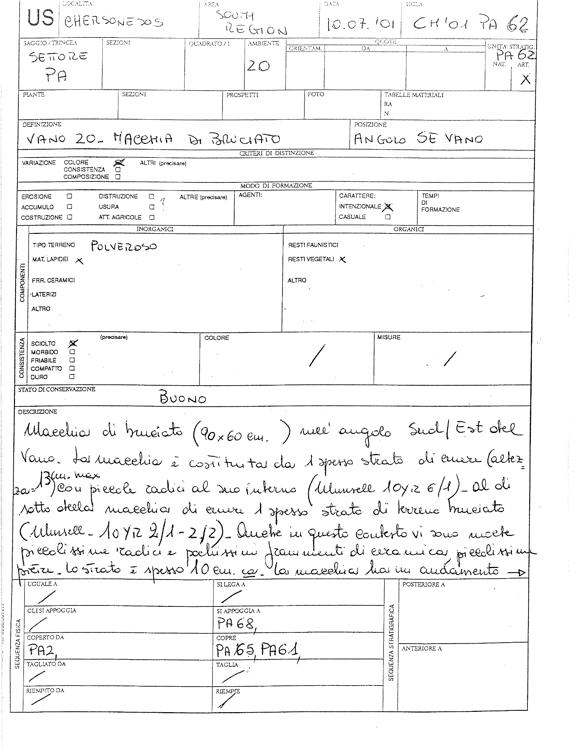 US LOCALITA' CHERSONESOS AREA SOUTH REGION DATA 10.07.'01 SIGLA CH'01 PA 62
SAGGIO/TRINCEA SETTORE PA SEZIONI QUADRATO/I AMBIENTE 20 QUOTE ORIENTAM. DA A UNITA' STRATIG. PA 62 NAT. ART. X
PIANTE SEZIONI PROSPETTI FOTO TABELLE MATERIALI
RA
N
DEFINIZIONE POSIZIONE
VANO 20_ MACCHIA DI BRUCIATO ANGOLO SE VANO
CRITERI DI DISTINZIONE
VARIAZIONE COLORE X ALTRI (precisare)
CONSISTENZA
COMPOSIZIONE
MODO DI FORMAZIONE
EROSIONE DISTRUZIONE ALTRE (precisare) AGENTI: CARATTERE: TEMPI
ACCUMULO USURA ? INTENZIONALE X DI
COSTRUZIONE ATT. AGRICOLE CASUALE FORMAZIONE
COMPONENTI
INORGANICI ORGANICI
TIPO TERRENO POLVEROSO RESTI FAUNISTICI
MAT. LAPIDEI X RESTI VEGETALI X
FRR. CERAMICI ALTRO
LATERIZI
ALTRO
CONSISTENZA
SCIOLTO X (precisare) COLORE / MISURE /
MORBIDO
FRIABILE
COMPATTO
DURO
STATO DI CONSERVAZIONE
BUONO
DESCRIZIONE
Macchia di bruciato (90x60 cm.) nell'angolo Sud/Est del
Vano. La macchia è costituita da 1 spesso strato di cenere (altez-
za 13 cm. max) con piccole radici al suo interno (Munsell 10YR 6/1)_ Al di
sotto della macchia di cenere 1 spesso strato di terreno bruciato
(Munsell_ 10YR 2/1-2/2)_ Anche in questo contesto vi sono molte
piccolissime radici e pochissimi frammenti di ceramica, piccolissime
pietre. Lo strato è spesso 10 cm. ca. La macchia ha un andamento →
SEQUENZA FISICA
UGUALE A / SI LEGA A / POSTERIORE A
GLI SI APPOGGIA / SI APPOGGIA A PA68,
COPERTO DA PA2, COPRE PA65, PA61, ANTERIORE A
TAGLIATO DA / TAGLIA /
RIEMPITO DA / RIEMPIE /
SEQUENZA STRATIGRAFICA